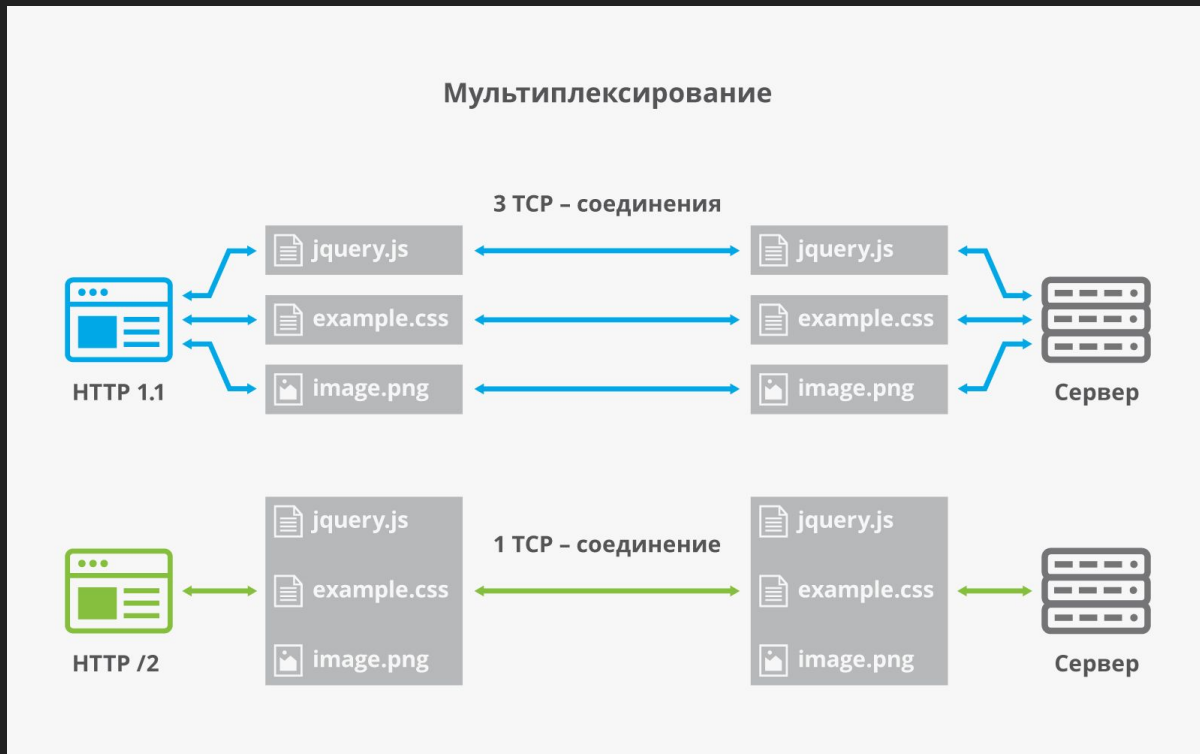 Мультиплексирование
3 TCP – соединения
jquery.js
jquery.js
example.css
example.css
image.png
image.png
HTTP 1.1
Сервер
jquery.js
jquery.js
1 TCP – соединение
example.css
example.css
image.png
image.png
HTTP /2
Сервер